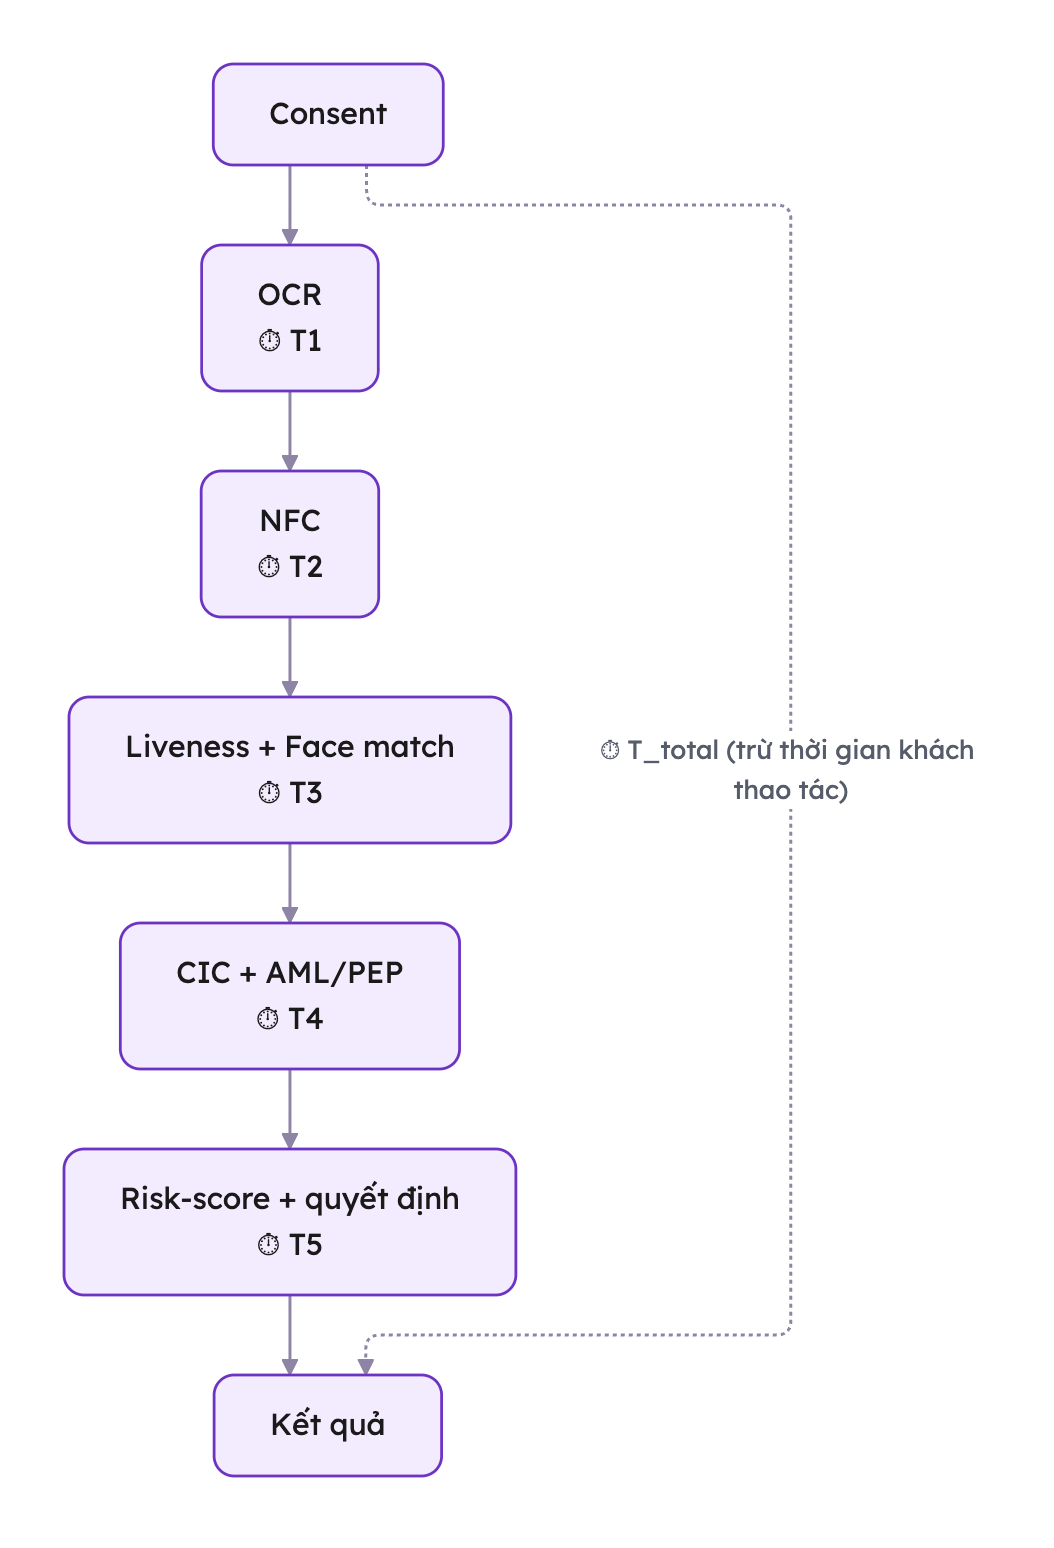 Consent
OCR
⏱ T1
NFC
⏱ T2
Liveness + Face match
⏱ T3
⏱ T_total (trừ thời gian khách
thao tác)
CIC + AML/PEP
⏱ T4
Risk-score + quyết định
⏱ T5
Kết quả